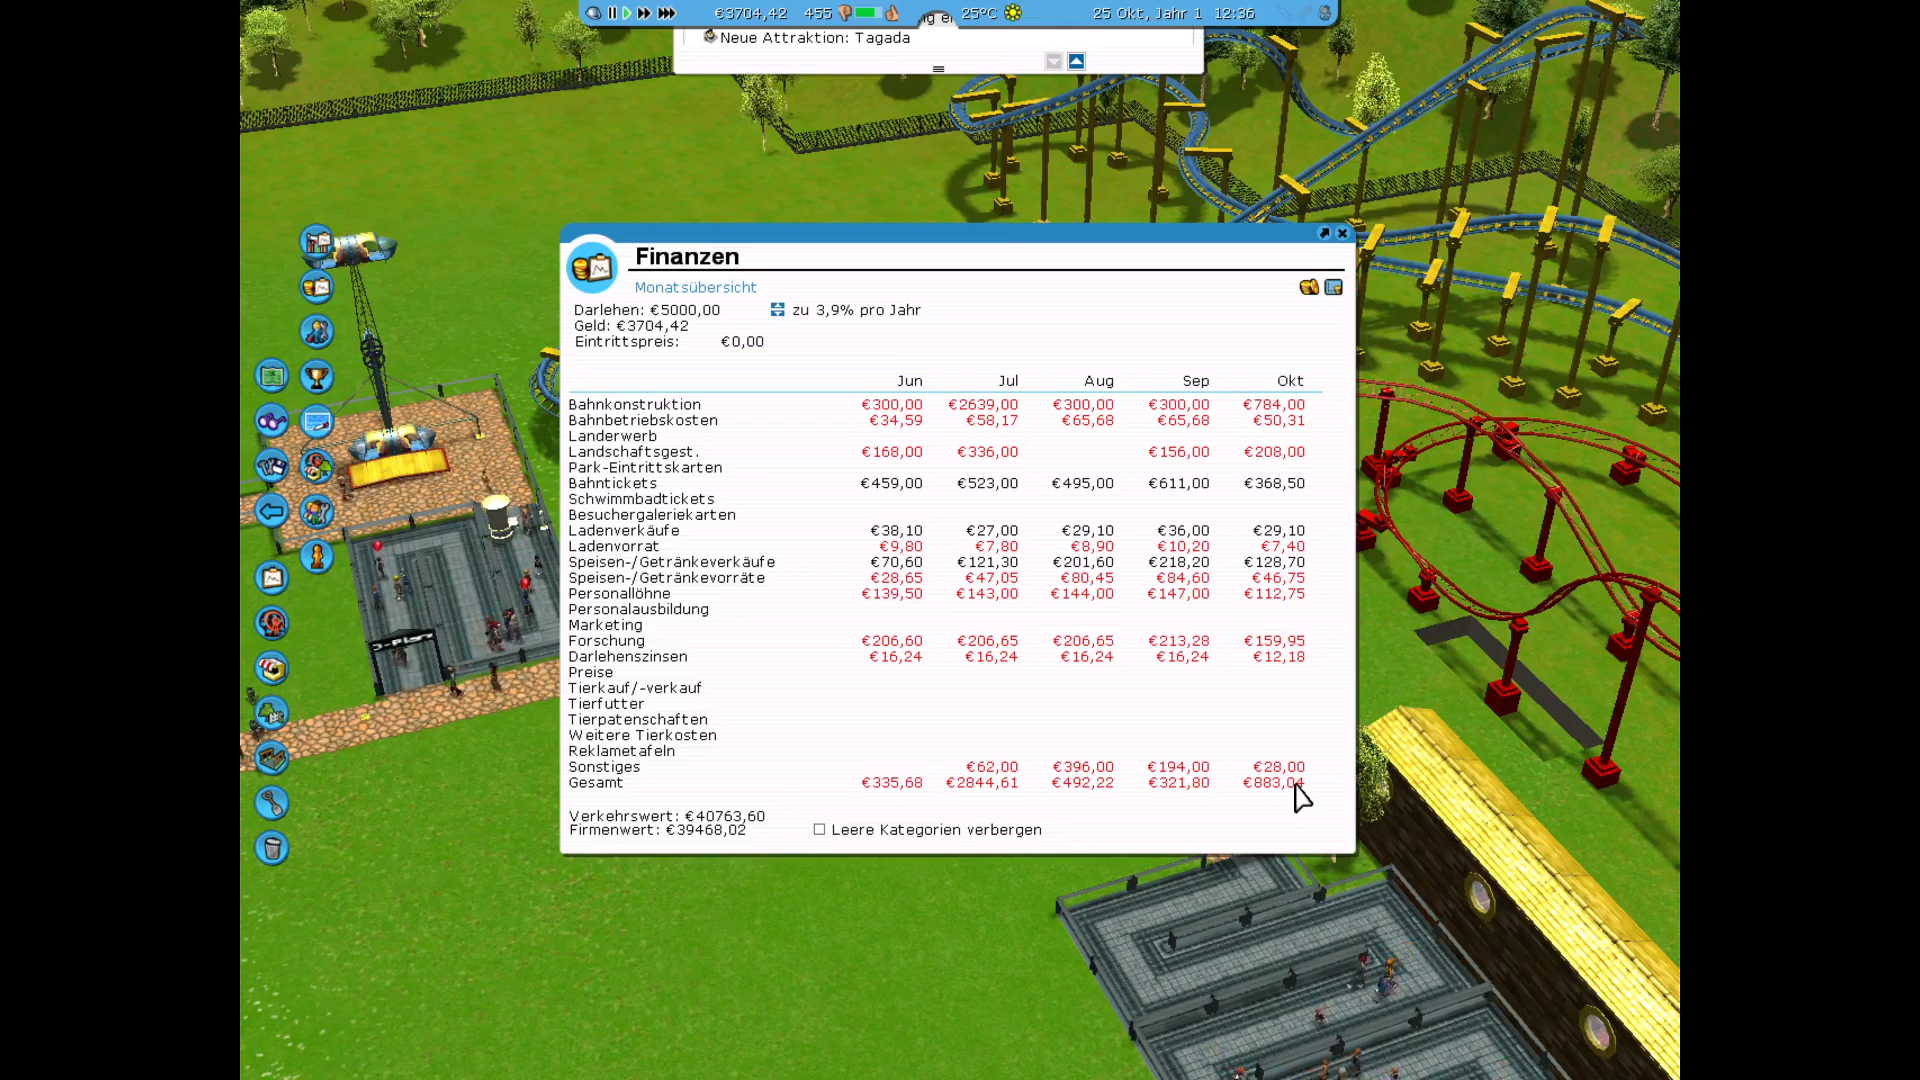 €3704,42 455 25°C 25 Okt, Jahr 1 12:36
Neue Attraktion: Tagada
Finanzen
Monatsübersicht
Darlehen: €5000,00 zu 3,9% pro Jahr
Geld: €3704,42
Eintrittspreis: €0,00
Jun Jul Aug Sep Okt
Bahnkonstruktion €300,00 €2639,00 €300,00 €300,00 €784,00
Bahnbetriebskosten €34,59 €58,17 €65,68 €65,68 €50,31
Landerwerb
Landschaftsgest. €168,00 €336,00 €156,00 €208,00
Park-Eintrittskarten
Bahntickets €459,00 €523,00 €495,00 €611,00 €368,50
Schwimmbadtickets
Besuchergaleriekarten
Ladenverkäufe €38,10 €27,00 €29,10 €36,00 €29,10
Ladenvorrat €9,80 €7,80 €8,90 €10,20 €7,40
Speisen-/Getränkeverkäufe €70,60 €121,30 €201,60 €218,20 €128,70
Speisen-/Getränkevorräte €28,65 €47,05 €80,45 €84,60 €46,75
Personallöhne €139,50 €143,00 €144,00 €147,00 €112,75
Personalausbildung
Marketing
Forschung €206,60 €206,65 €206,65 €213,28 €159,95
Darlehenszinsen €16,24 €16,24 €16,24 €16,24 €12,18
Preise
Tierkauf/-verkauf
Tierfutter
Tierpatenschaften
Weitere Tierkosten
Reklametafeln
Sonstiges €62,00 €396,00 €194,00 €28,00
Gesamt €335,68 €2844,61 €492,22 €321,80 €883,04
Verkehrswert: €40763,60
Firmenwert: €39468,02
Leere Kategorien verbergen